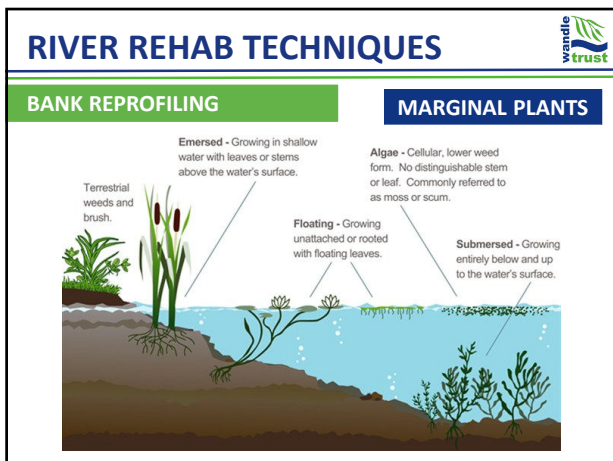 RIVER REHAB TECHNIQUES
wandle
trust
BANK REPROFILING
MARGINAL PLANTS
Terrestrial
weeds and
brush.
Emersed - Growing in shallow
water with leaves or stems
above the water's surface.
Floating - Growing
unattached or rooted
with floating leaves.
Algae - Cellular, lower weed
form. No distinguishable stem
or leaf. Commonly referred to
as moss or scum.
Submersed - Growing
entirely below and up
to the water's surface.